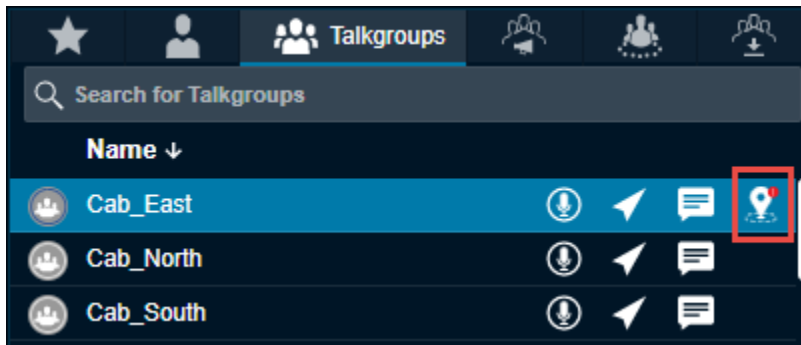 Talkgroups
Search for Talkgroups
Name ↓
Cab_East
Cab_North
Cab_South